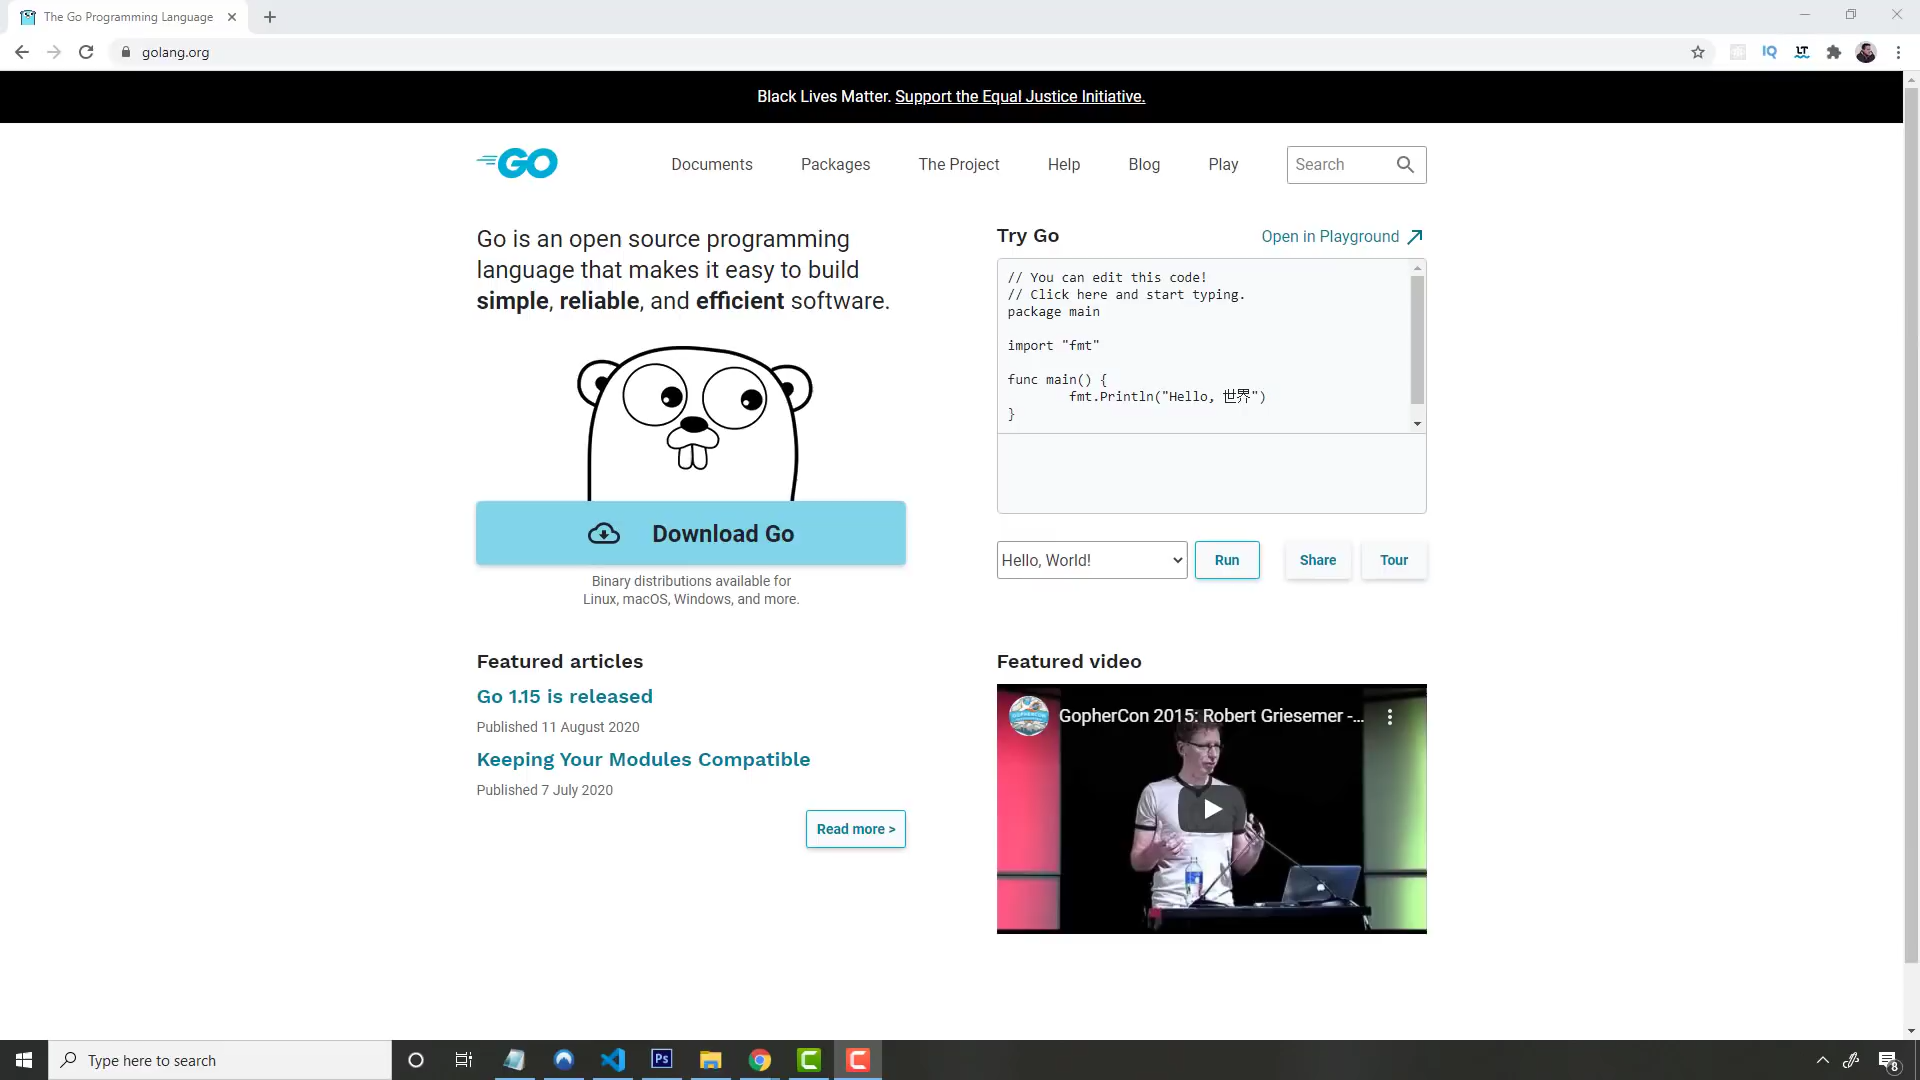 The Go Programming Language
golang.org
IQ
LT
Black Lives Matter. Support the Equal Justice Initiative.
GO
Documents
Packages
The Project
Help
Blog
Play
Search
Go is an open source programming
language that makes it easy to build
simple, reliable, and efficient software.
Download Go
Binary distributions available for
Linux, macOS, Windows, and more.
Try Go
Open in Playground
// You can edit this code!
// Click here and start typing.
package main
import "fmt"
func main() {
fmt.Println("Hello, 世界")
}
Hello, World!
Run
Share
Tour
Featured articles
Go 1.15 is released
Published 11 August 2020
Keeping Your Modules Compatible
Published 7 July 2020
Read more >
Featured video
GopherCon 2015: Robert Griesemer -...
Type here to search
Ps
8